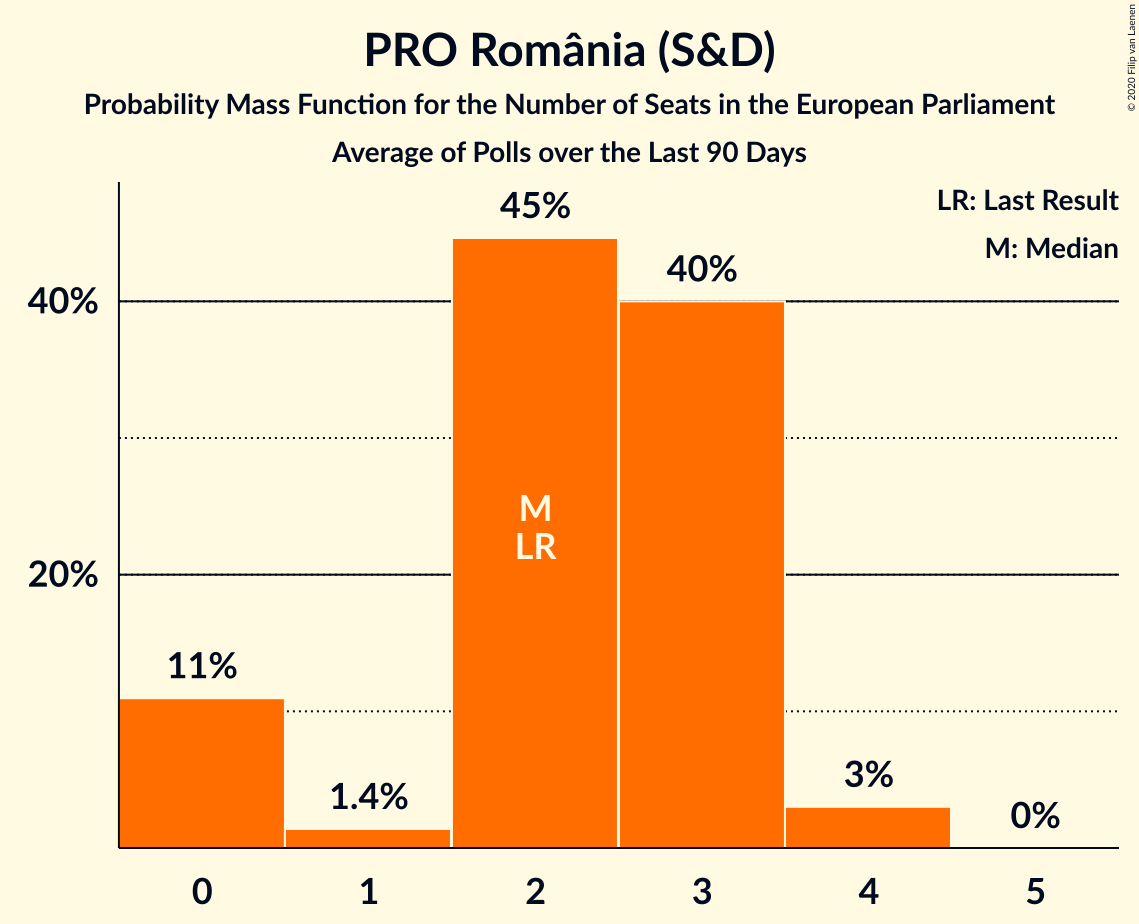 PRO România (S&D)
Probability Mass Function for the Number of Seats in the European Parliament
Average of Polls over the Last 90 Days
© 2020 Filip van Laenen
LR: Last Result
M: Median
45%
40%
40%
M
LR
20%
11%
1.4%
3%
0%
0 1 2 3 4 5